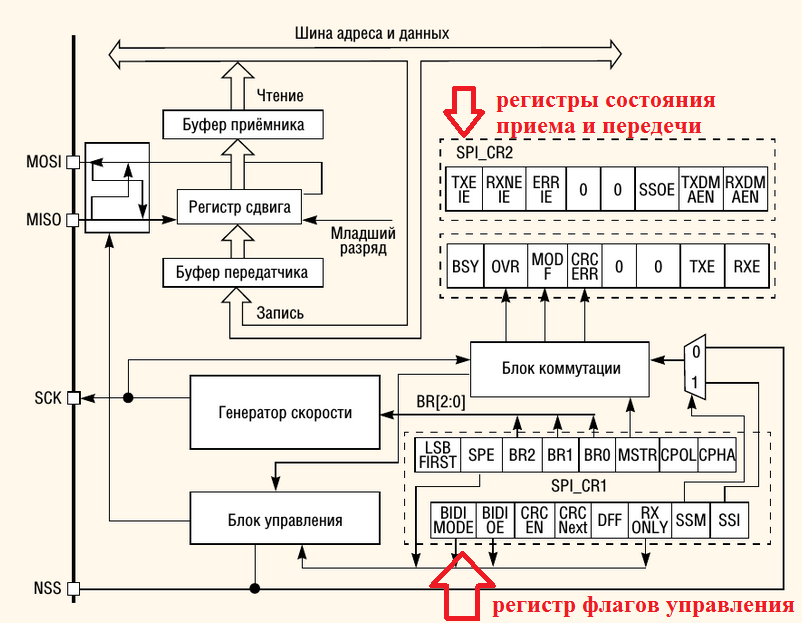 Шина адреса и данных
Чтение
Буфер приёмника
регистры состояния
приема и передачи
SPI_CR2
MOSI
TXE IE RXNE IE ERR IE 0 0 SSOE TXDM AEN RXDM AEN
Регистр сдвига
MISO
Младший
разряд
Буфер передатчика
BSY OVR MOD F CRC ERR 0 0 TXE RXE
Запись
Блок коммутации
0
1
SCK
Генератор скорости
BR[2:0]
LSB FIRST SPE BR2 BR1 BR0 MSTR CPOL CPHA
SPI_CR1
Блок управления
BIDI MODE BIDI OE CRC EN CRC Next DFF RX ONLY SSM SSI
NSS
регистр флагов управления